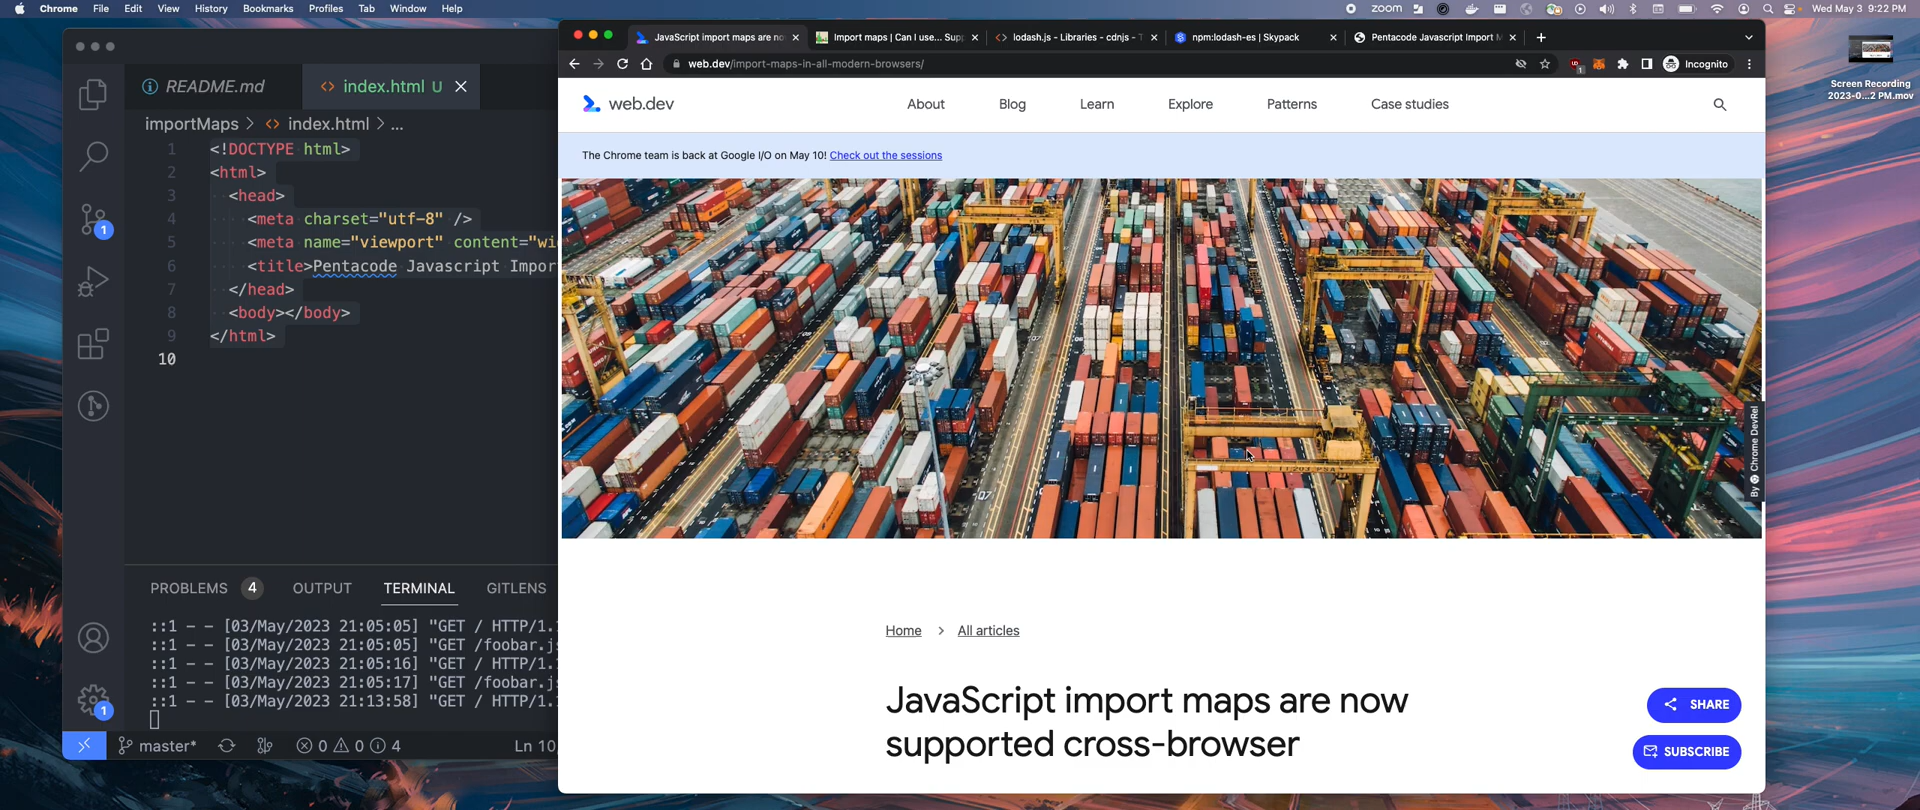 Chrome File Edit View History Bookmarks Profiles Tab Window Help
zoom
Wed May 3 9:22 PM
Screen Recording
2023-0...2 PM.mov
README.md
index.html U
importMaps > index.html > ...
1 <!DOCTYPE html>
2 <html>
3 <head>
4 <meta charset="utf-8" />
5 <meta name="viewport" content="wi
6 <title>Pentacode Javascript Impor
7 </head>
8 <body></body>
9 </html>
10
1
PROBLEMS 4 OUTPUT TERMINAL GITLENS
::1 - - [03/May/2023 21:05:05] "GET / HTTP/1.
::1 - - [03/May/2023 21:05:05] "GET /foobar.js
::1 - - [03/May/2023 21:05:16] "GET / HTTP/1.
::1 - - [03/May/2023 21:05:17] "GET /foobar.js
::1 - - [03/May/2023 21:13:58] "GET / HTTP/1.
1
master* 0 0 4 Ln 10
JavaScript import maps are no
Import maps | Can I use... Sup
lodash.js - Libraries - cdnjs - T
npm:lodash-es | Skypack
Pentacode Javascript Import M
web.dev/import-maps-in-all-modern-browsers/
1
Incognito
web.dev
About Blog Learn Explore Patterns Case studies
The Chrome team is back at Google I/O on May 10! Check out the sessions
By Chrome DevRel
Home > All articles
JavaScript import maps are now
supported cross-browser
SHARE
SUBSCRIBE